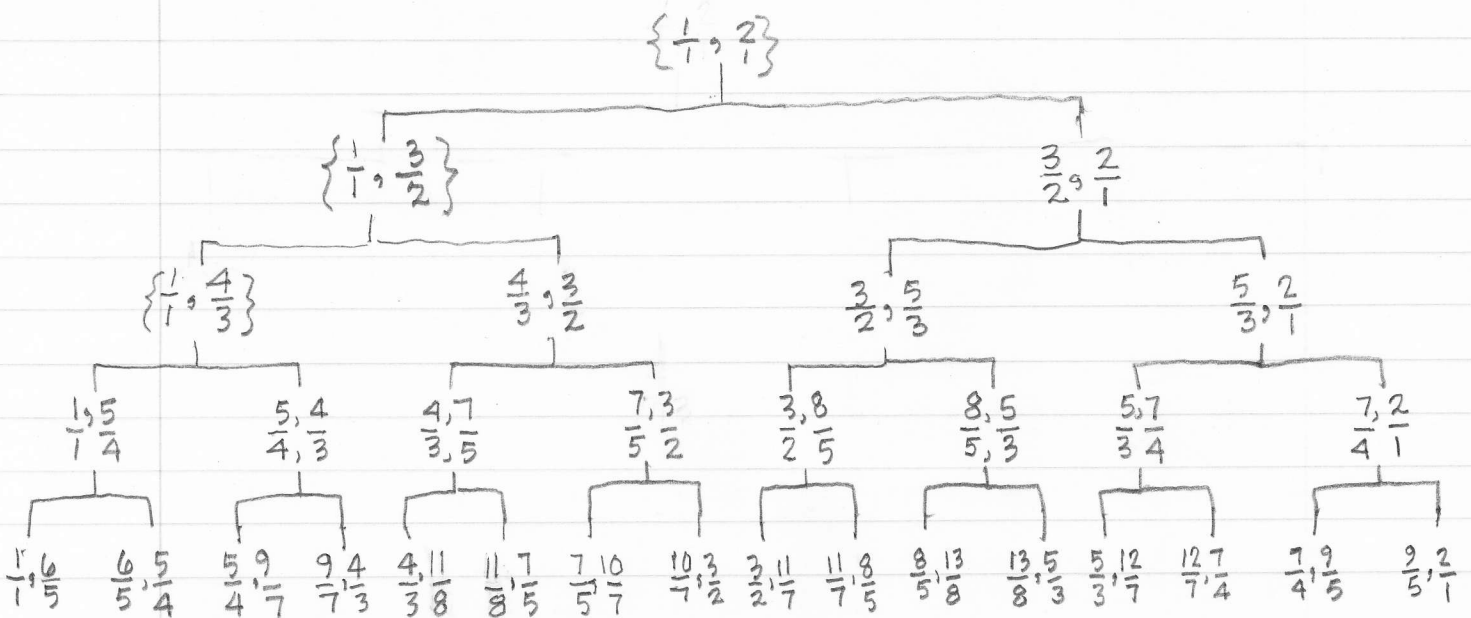 {1/1, 2/1}
{1/1, 3/2} 3/2, 2/1
{1/1, 4/3} 4/3, 3/2 3/2, 5/3 5/3, 2/1
1/1, 5/4 5/4, 4/3 4/3, 7/5 7/5, 3/2 3/2, 8/5 8/5, 5/3 5/3, 7/4 7/4, 2/1
1/1, 6/5 6/5, 5/4 5/4, 9/7 9/7, 4/3 4/3, 11/8 11/8, 7/5 7/5, 10/7 10/7, 3/2 3/2, 11/7 11/7, 8/5 8/5, 13/8 13/8, 5/3 5/3, 12/7 12/7, 7/4 7/4, 9/5 9/5, 2/1